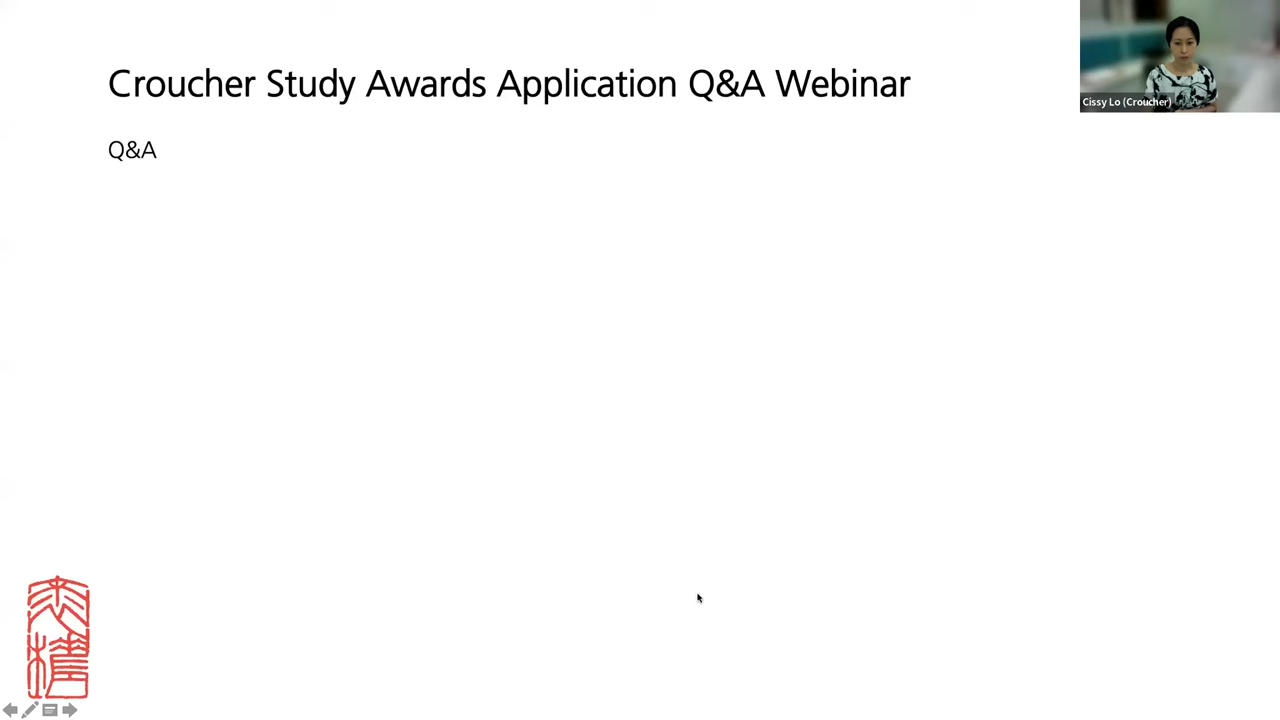 Croucher Study Awards Application Q&A Webinar
Q&A
Cissy Lo (Croucher)